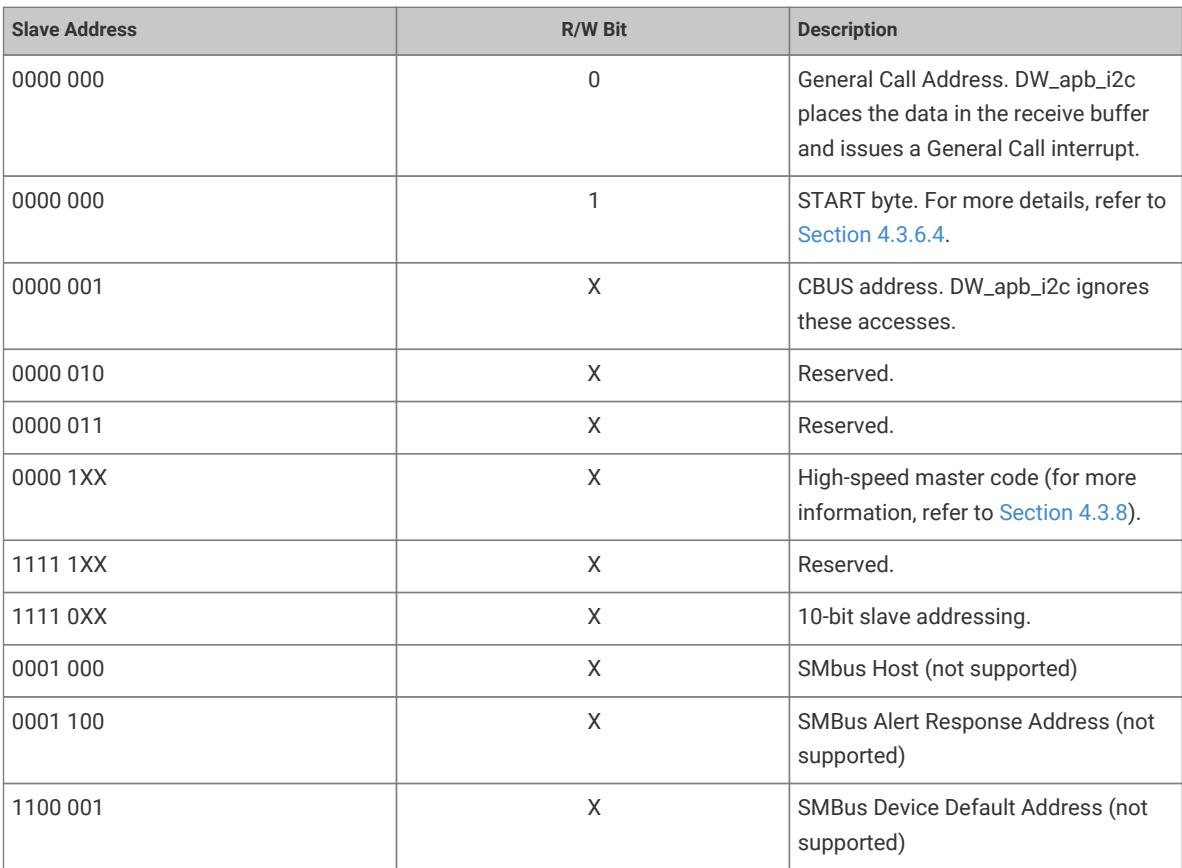 Slave Address R/W Bit Description
0000 000 0 General Call Address. DW_apb_i2c
places the data in the receive buffer
and issues a General Call interrupt.
0000 000 1 START byte. For more details, refer to
Section 4.3.6.4.
0000 001 X CBUS address. DW_apb_i2c ignores
these accesses.
0000 010 X Reserved.
0000 011 X Reserved.
0000 1XX X High-speed master code (for more
information, refer to Section 4.3.8).
1111 1XX X Reserved.
1111 0XX X 10-bit slave addressing.
0001 000 X SMbus Host (not supported)
0001 100 X SMBus Alert Response Address (not
supported)
1100 001 X SMBus Device Default Address (not
supported)